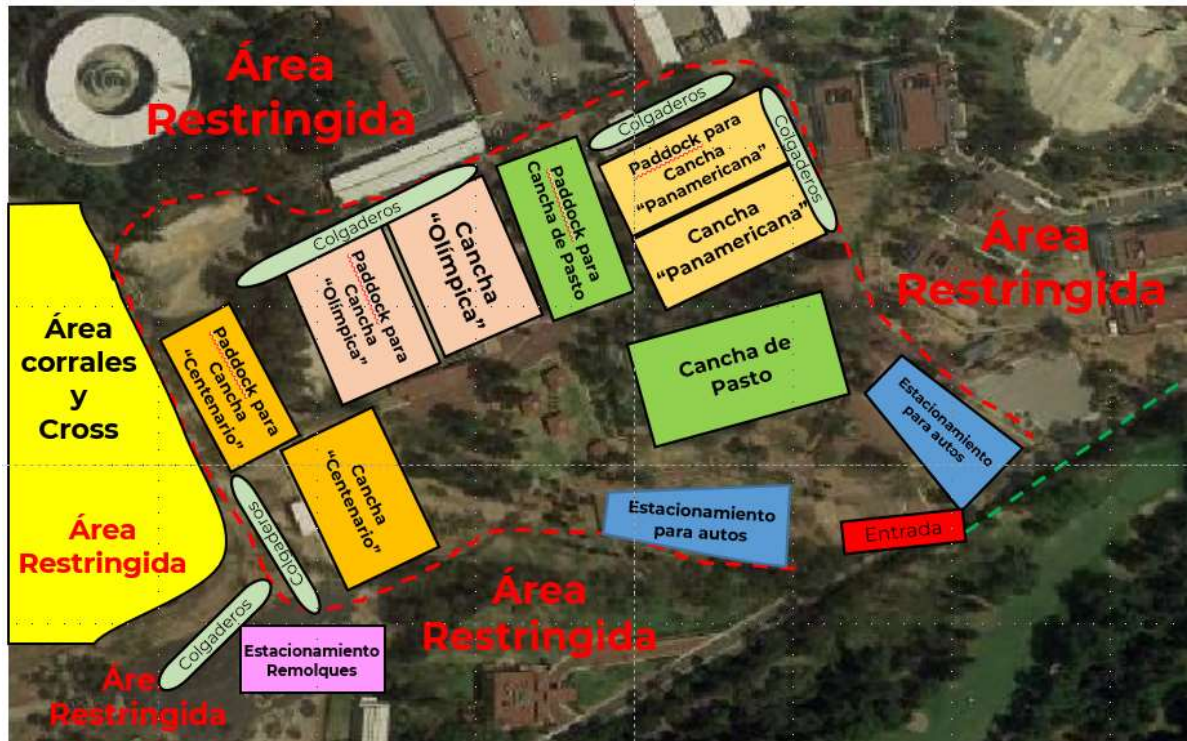 Área
Restringida
Colgaderos
Paddock para
Cancha
“Panamericana”
Colgaderos
Cancha
“Panamericana”
Paddock para
Cancha de Pasto
Colgaderos
Cancha
“Olímpica”
Paddock para
Cancha
“Olímpica”
Área
Restringida
Área
corrales
y
Cross
Área
Restringida
Paddock para
Cancha
“Centenario”
Cancha
“Centenario”
Cancha de
Pasto
Estacionamiento
para autos
Estacionamiento
para autos
Entrada
Colgaderos
Colgaderos
Área
Restringida
Estacionamiento
Remolques
Áre
Restringida